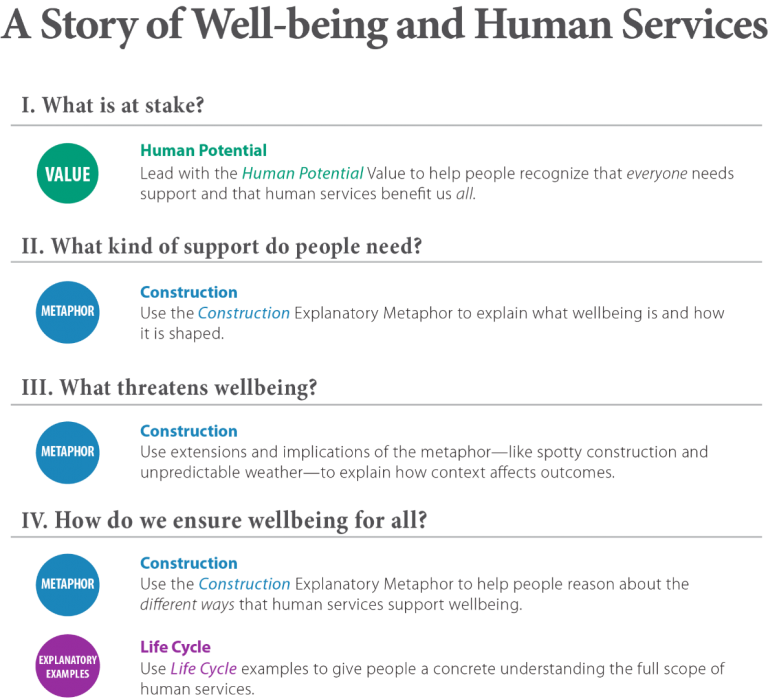 A Story of Well-being and Human Services
I. What is at stake?
VALUE
Human Potential
Lead with the Human Potential Value to help people recognize that everyone needs
support and that human services benefit us all.
II. What kind of support do people need?
METAPHOR
Construction
Use the Construction Explanatory Metaphor to explain what wellbeing is and how
it is shaped.
III. What threatens wellbeing?
METAPHOR
Construction
Use extensions and implications of the metaphor—like spotty construction and
unpredictable weather—to explain how context affects outcomes.
IV. How do we ensure wellbeing for all?
METAPHOR
Construction
Use the Construction Explanatory Metaphor to help people reason about the
different ways that human services support wellbeing.
EXPLANATORY
EXAMPLES
Life Cycle
Use Life Cycle examples to give people a concrete understanding the full scope of
human services.